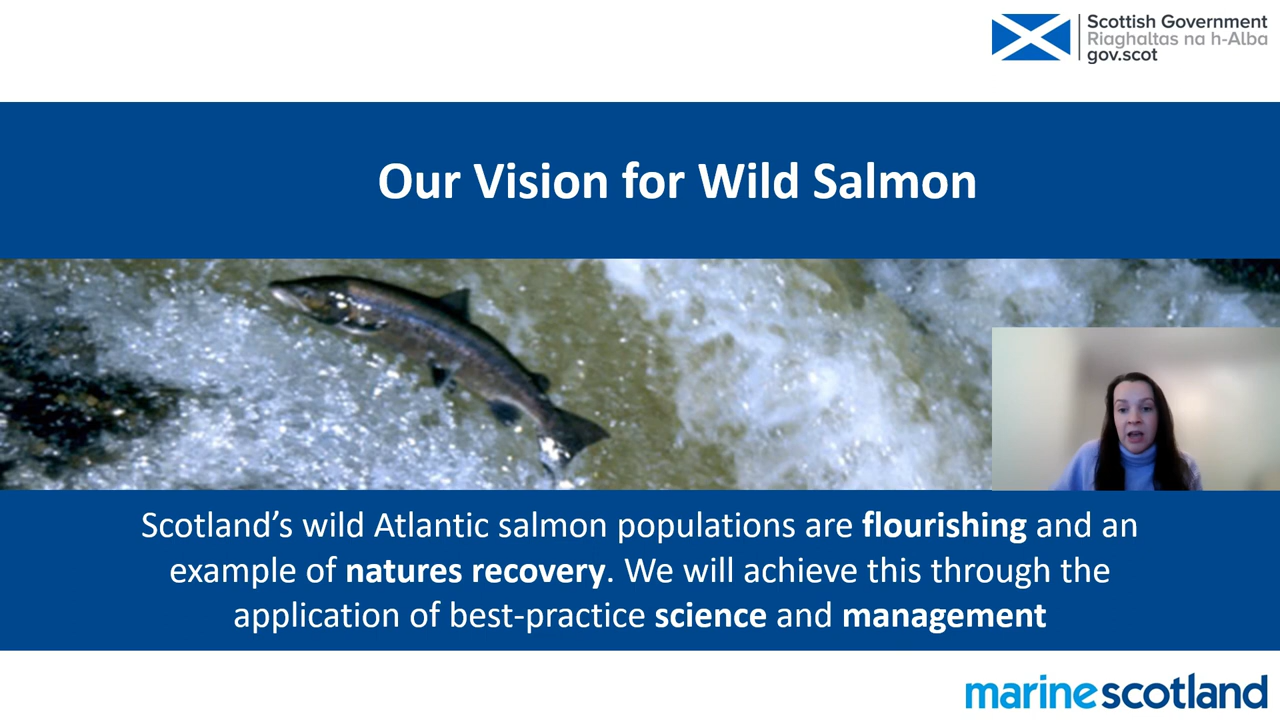 Scottish Government
Riaghaltas na h-Alba
gov.scot
Our Vision for Wild Salmon
Scotland’s wild Atlantic salmon populations are flourishing and an
example of natures recovery. We will achieve this through the
application of best-practice science and management
marinescotland